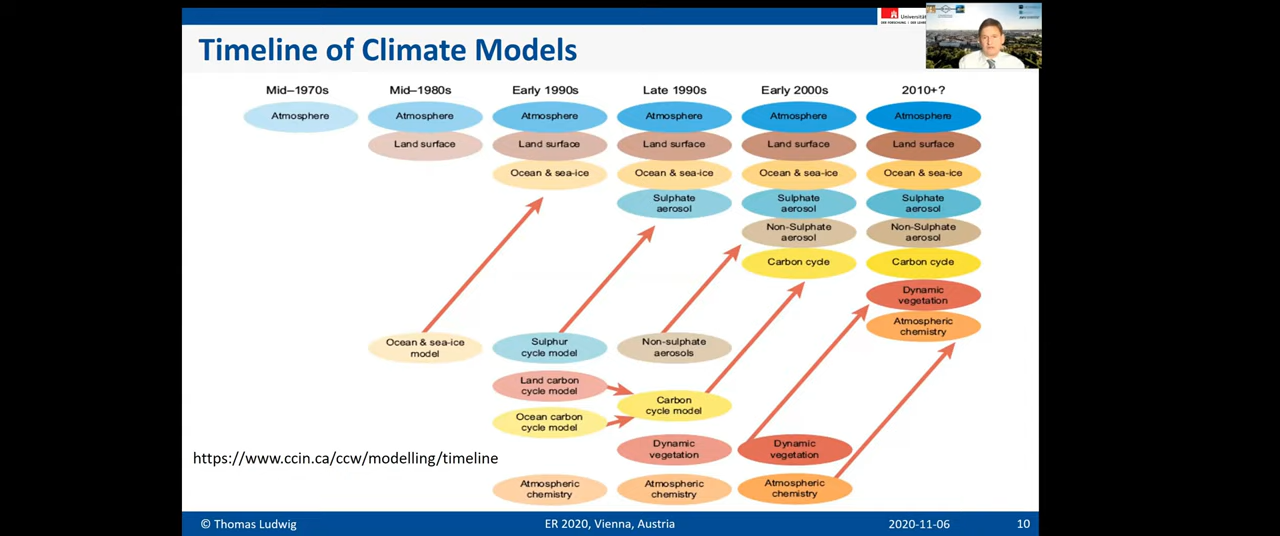 Universität
DER FORSCHUNG | DER LEHRE
Timeline of Climate Models
Mid–1970s
Mid–1980s
Early 1990s
Late 1990s
Early 2000s
2010+?
Atmosphere
Atmosphere
Atmosphere
Atmosphere
Atmosphere
Atmosphere
Land surface
Land surface
Land surface
Land surface
Land surface
Ocean & sea-ice
Ocean & sea-ice
Ocean & sea-ice
Ocean & sea-ice
Sulphate
aerosol
Sulphate
aerosol
Sulphate
aerosol
Non-Sulphate
aerosol
Non-Sulphate
aerosol
Carbon cycle
Carbon cycle
Dynamic
vegetation
Atmospheric
chemistry
Ocean & sea-ice
model
Sulphur
cycle model
Non-sulphate
aerosols
Land carbon
cycle model
Carbon
cycle model
Ocean carbon
cycle model
Dynamic
vegetation
Dynamic
vegetation
https://www.ccin.ca/ccw/modelling/timeline
Atmospheric
chemistry
Atmospheric
chemistry
Atmospheric
chemistry
© Thomas Ludwig
ER 2020, Vienna, Austria
2020-11-06
10